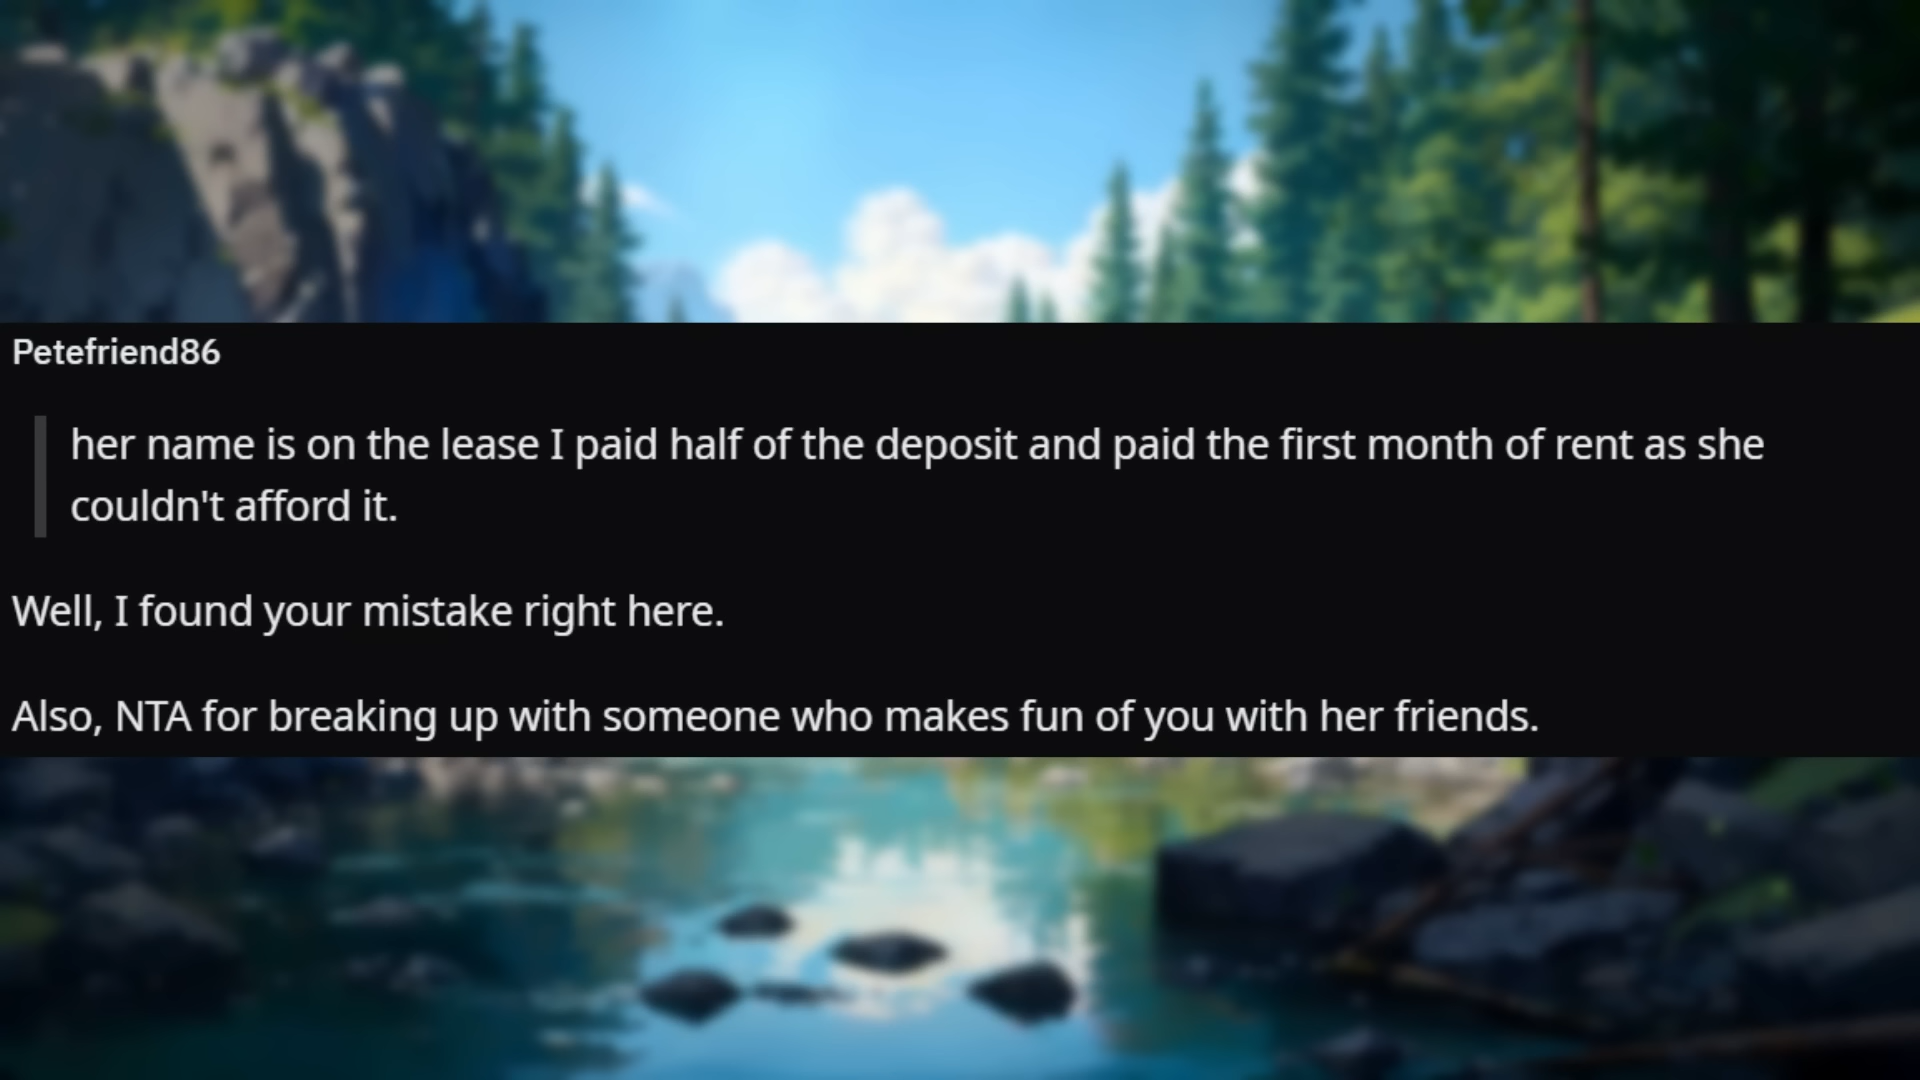 Petefriend86
her name is on the lease I paid half of the deposit and paid the first month of rent as she
couldn't afford it.
Well, I found your mistake right here.
Also, NTA for breaking up with someone who makes fun of you with her friends.